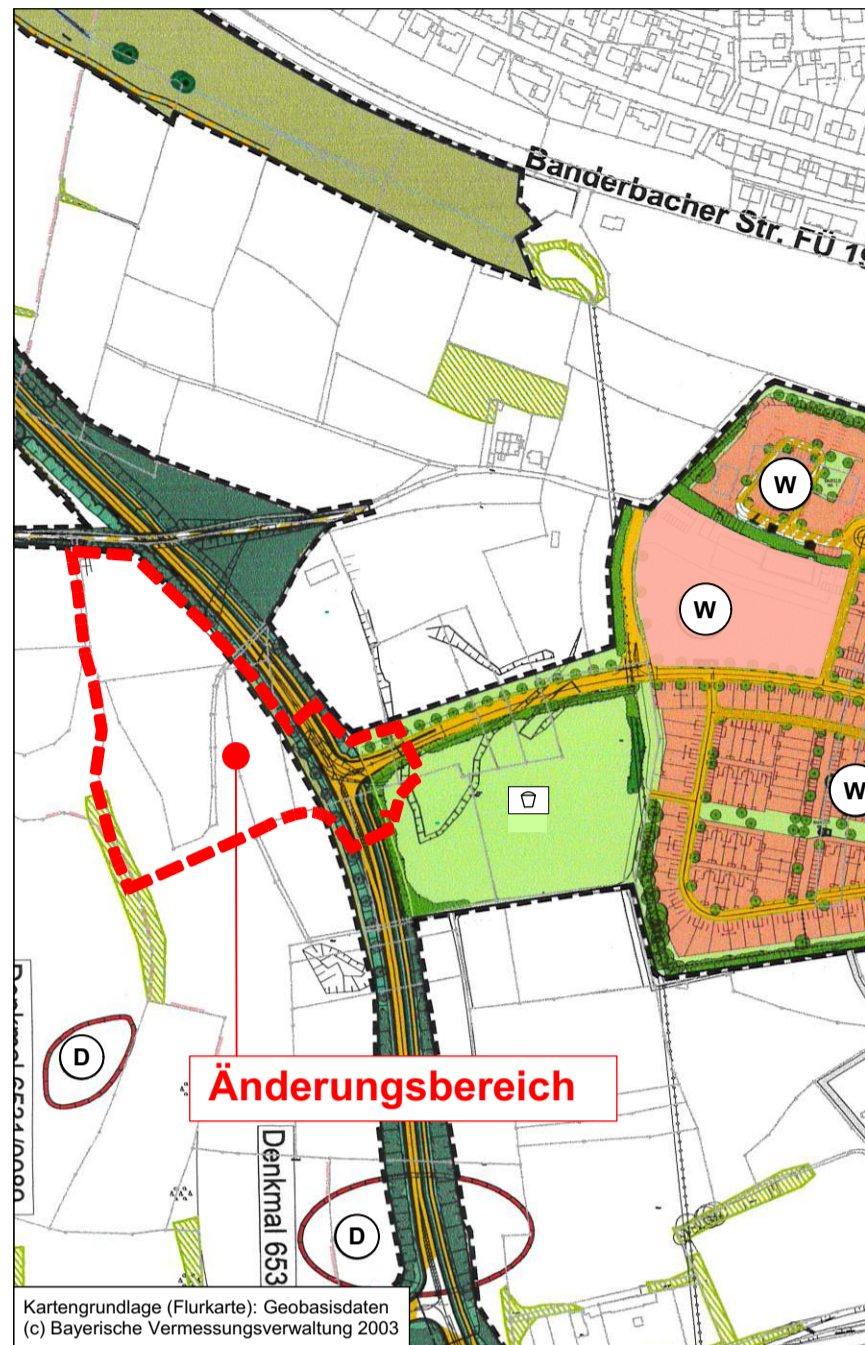 Banderbacher Str. FÜ 19
W
W
W
D
Änderungsbereich
Denkmal 653
D
Kartengrundlage (Flurkarte): Geobasisdaten
(c) Bayerische Vermessungsverwaltung 2003